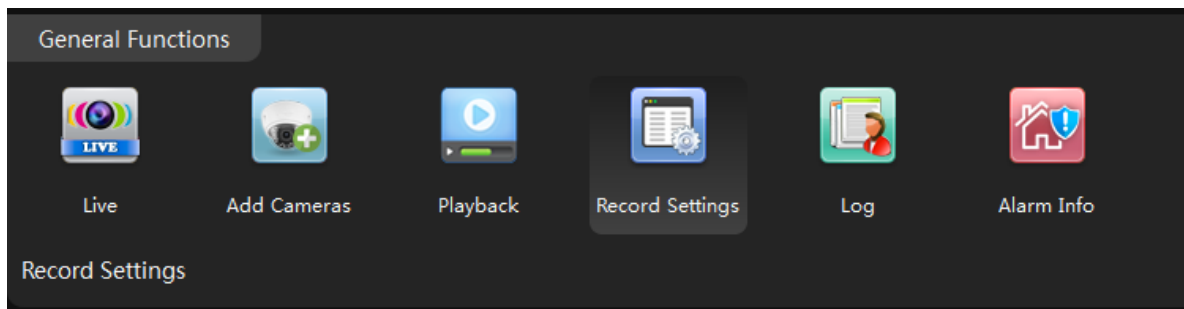 General Functions
LIVE
Live
Add Cameras
Playback
Record Settings
Log
Alarm Info
Record Settings